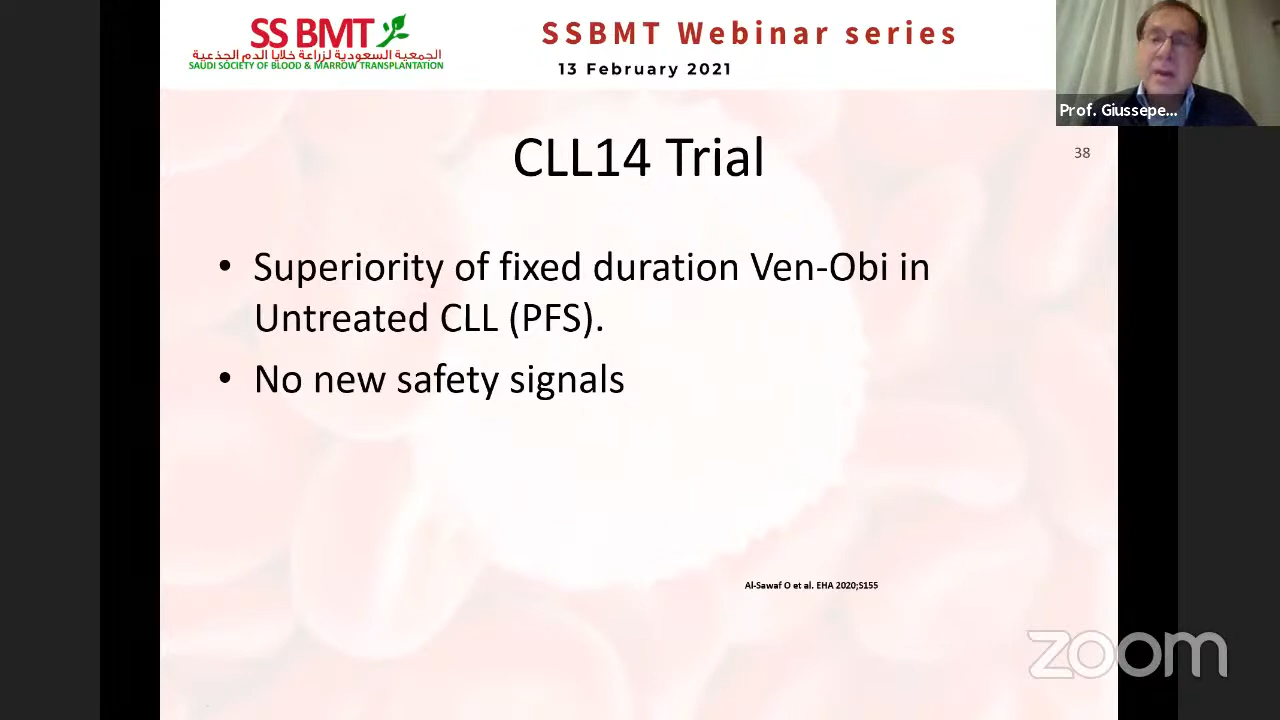 SS BMT
الجمعية السعودية لزراعة خلايا الدم الجذعية
SAUDI SOCIETY OF BLOOD & MARROW TRANSPLANTATION
SSBMT Webinar series
13 February 2021
Prof. Giussepe...
CLL14 Trial
38
• Superiority of fixed duration Ven-Obi in
Untreated CLL (PFS).
• No new safety signals
Al-Sawaf O et al. EHA 2020;S155
zoom